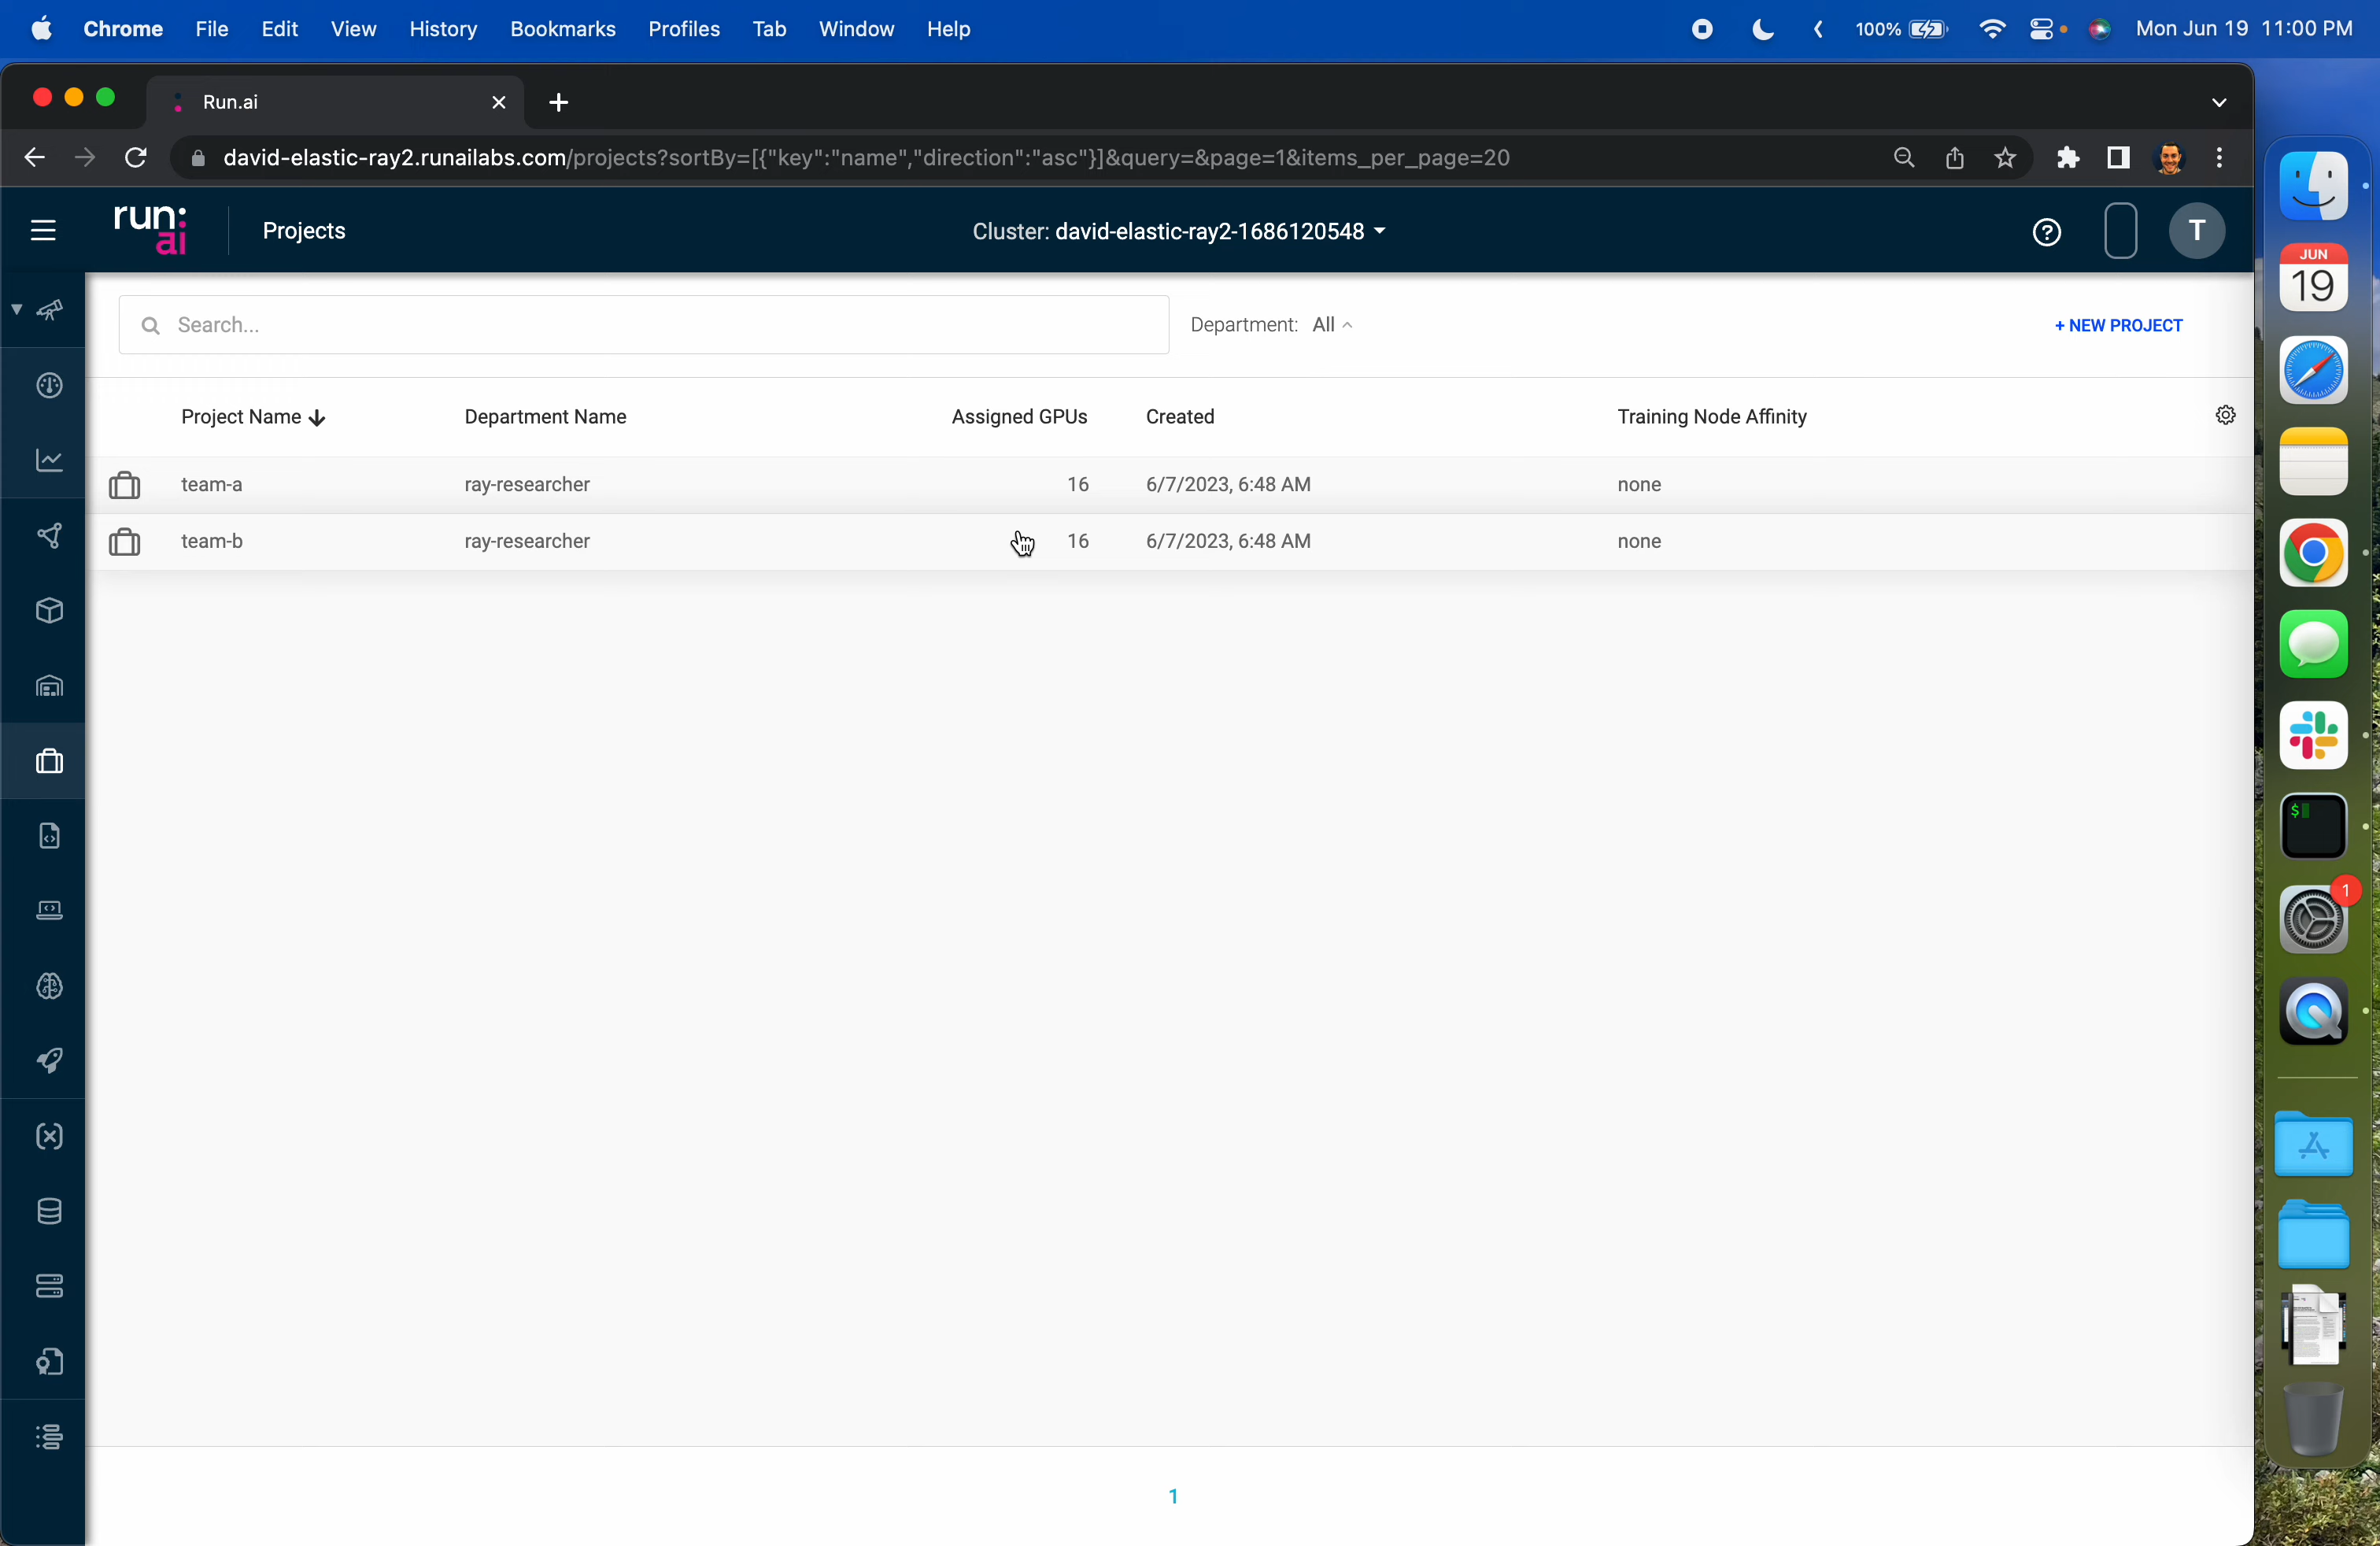 Chrome File Edit View History Bookmarks Profiles Tab Window Help 100% Mon Jun 19 11:00 PM
Run.ai
david-elastic-ray2.runailabs.com/projects?sortBy=[{"key":"name","direction":"asc"}]&query=&page=1&items_per_page=20
run:ai Projects Cluster: david-elastic-ray2-1686120548 T
JUN
19
Search... Department: All + NEW PROJECT
Project Name Department Name Assigned GPUs Created Training Node Affinity
team-a ray-researcher 16 6/7/2023, 6:48 AM none
team-b ray-researcher 16 6/7/2023, 6:48 AM none
$
1
1